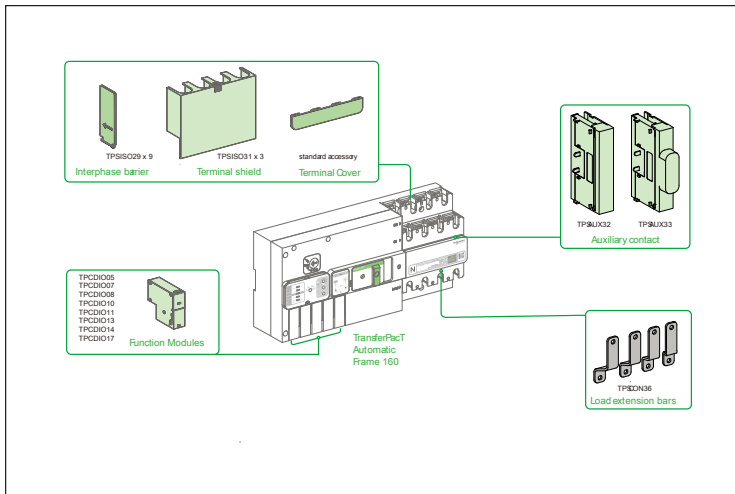 TPSISO29 x 9
TPSISO31 x 3
standard accessory
Interphase barrier
Terminal shield
Terminal Cover
TPSAUX32
TPSAUX33
Auxiliary contact
TPCDIO05
TPCDIO07
TPCDIO08
TPCDIO10
TPCDIO11
TPCDIO13
TPCDIO14
TPCDIO17
Function Modules
TransferPacT
Automatic
Frame 160
N
TPSCON36
Load extension bars